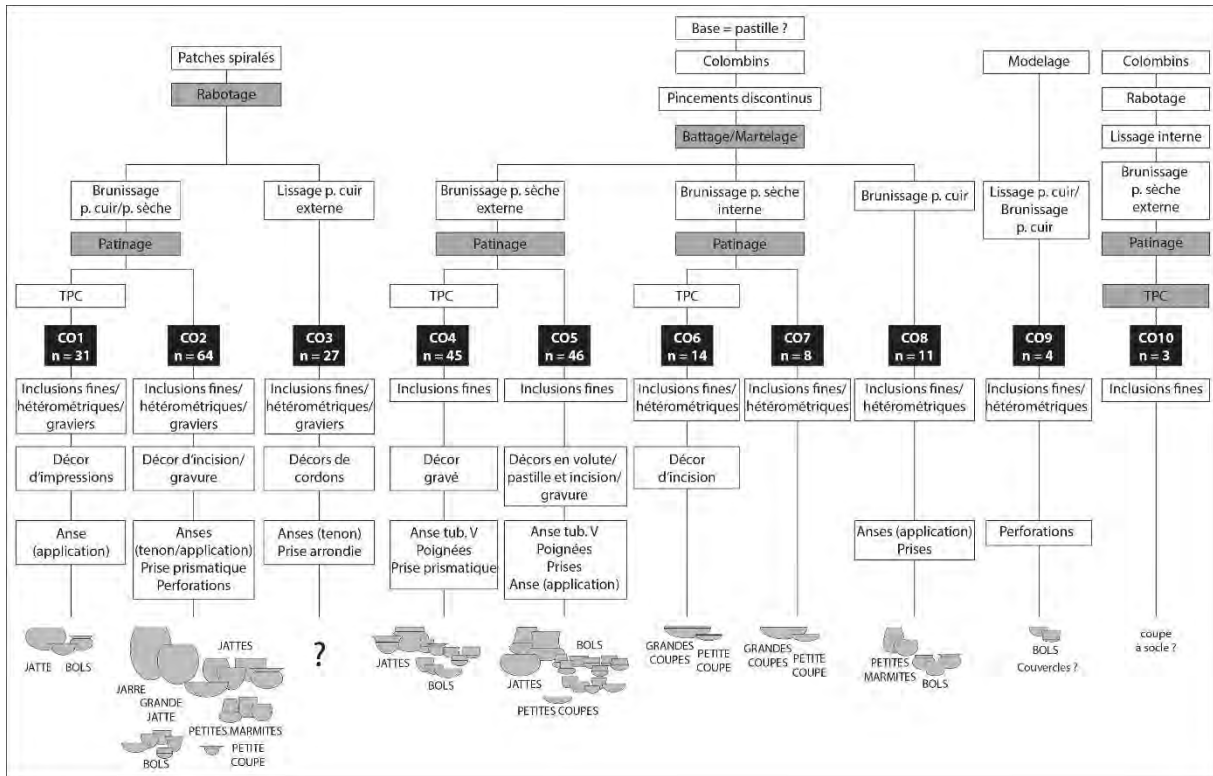 Base = pastille ?
Patches spiralés
Colombins
Modelage
Colombins
Rabotage
Pincements discontinus
Rabotage
Battage/Martelage
Lissage interne
Brunissage
p. cuir/p. sèche
Lissage p. cuir
externe
Brunissage p. sèche
externe
Brunissage p. sèche
interne
Brunissage p. cuir
Lissage p. cuir/
Brunissage
p. cuir
Brunissage
p. sèche
externe
Patinage
Patinage
Patinage
Patinage
TPC
TPC
TPC
TPC
CO1
n = 31
CO2
n = 64
CO3
n = 27
CO4
n = 45
CO5
n = 46
CO6
n = 14
CO7
n = 8
CO8
n = 11
CO9
n = 4
CO10
n = 3
Inclusions fines/
hétérométriques/
graviers
Inclusions fines/
hétérométriques/
graviers
Inclusions fines/
hétérométriques/
graviers
Inclusions fines
Inclusions fines
Inclusions fines/
hétérométriques
Inclusions fines/
hétérométriques
Inclusions fines/
hétérométriques
Inclusions fines/
hétérométriques
Inclusions fines
Décor
d'impressions
Décor d'incision/
gravure
Décors de
cordons
Décor
gravé
Décors en volute/
pastille et incision/
gravure
Décor
d'incision
Anse
(application)
Anses
(tenon/application)
Prise prismatique
Perforations
Anses (tenon)
Prise arrondie
Anse tub. V
Poignées
Prise prismatique
Anse tub. V
Poignées
Prises
Anse (application)
Anses (application)
Prises
Perforations
JATTE
BOLS
JARRE
GRANDE
JATTE
JATTES
PETITES MARMITES
BOLS
PETITE
COUPE
?
JATTES
BOLS
BOLS
JATTES
PETITES COUPES
GRANDES
COUPES
PETITE
COUPE
GRANDES
COUPES
PETITE
COUPE
PETITES
MARMITES
BOLS
BOLS
Couvercles ?
coupe
à socle ?